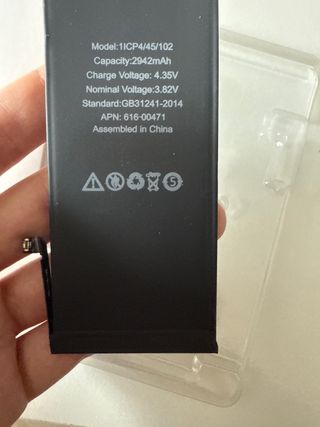 Model:1ICP4/45/102
Capacity:2942mAh
Charge Voltage: 4.35V
Nominal Voltage:3.82V
Standard:GB31241-2014
APN: 616-00471
Assembled in China
5